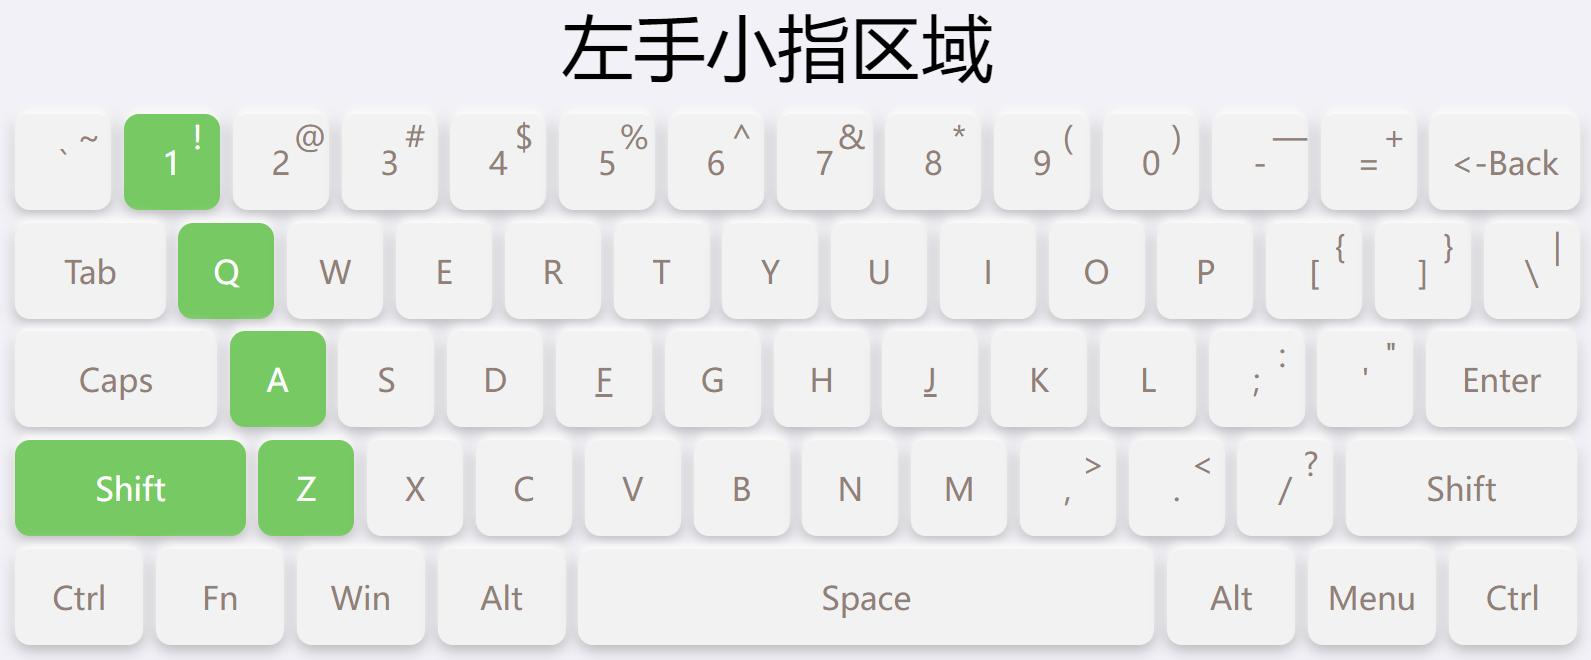 左手小指区域
` ~ 1 ! 2 @ 3 # 4 $ 5 % 6 ^ 7 & 8 * 9 ( 0 ) - — = + <-Back
Tab Q W E R T Y U I O P [ { ] } \ |
Caps A S D F G H J K L ; : ' " Enter
Shift Z X C V B N M , > . < / ? Shift
Ctrl Fn Win Alt Space Alt Menu Ctrl